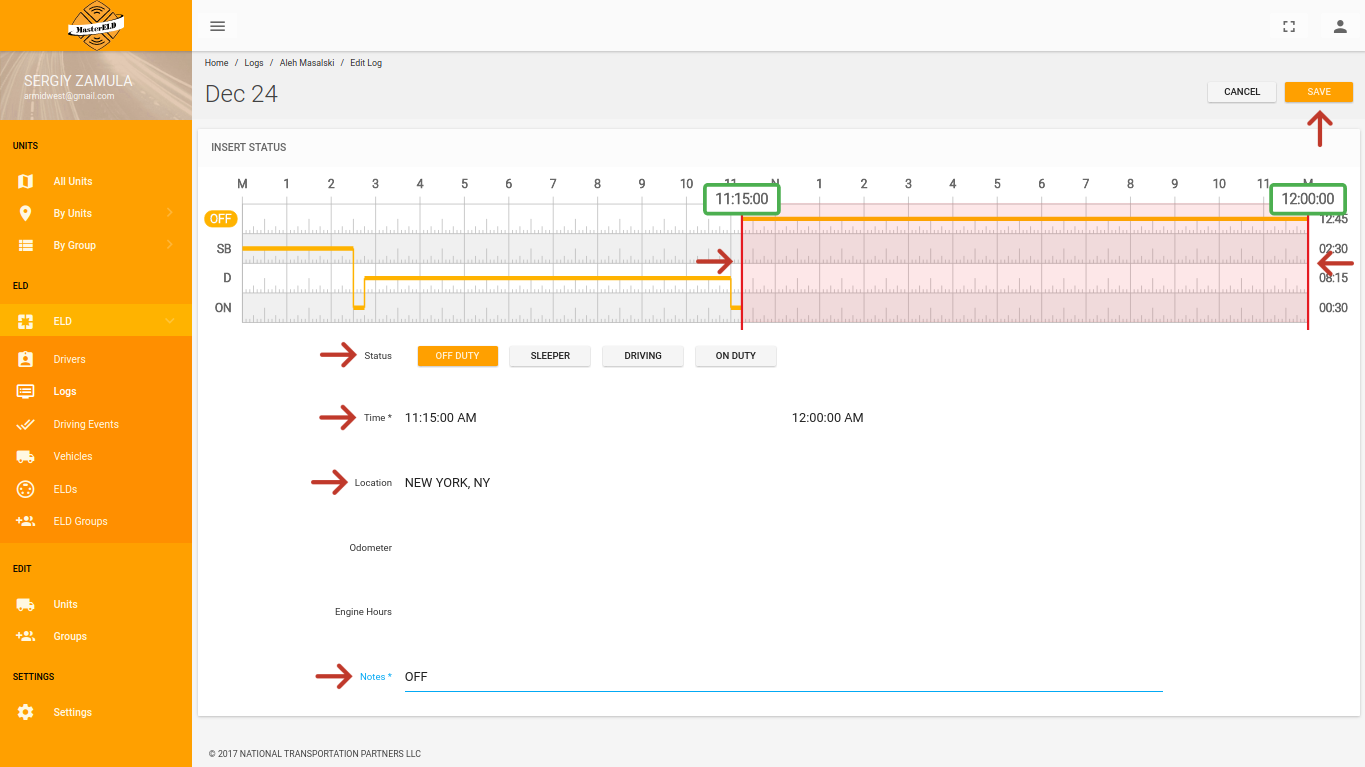 MasterELD
SERGIY ZAMULA
armidwest@gmail.com
UNITS
All Units
By Units
By Group
ELD
ELD
Drivers
Logs
Driving Events
Vehicles
ELDs
ELD Groups
EDIT
Units
Groups
SETTINGS
Settings
Home / Logs / Aleh Masalski / Edit Log
Dec 24
CANCEL
SAVE
INSERT STATUS
M 1 2 3 4 5 6 7 8 9 10 11 N 1 2 3 4 5 6 7 8 9 10 11 M
11:15:00
12:00:00
OFF 12:45
SB 02:30
D 08:15
ON 00:30
Status OFF DUTY SLEEPER DRIVING ON DUTY
Time * 11:15:00 AM 12:00:00 AM
Location NEW YORK, NY
Odometer
Engine Hours
Notes * OFF
© 2017 NATIONAL TRANSPORTATION PARTNERS LLC